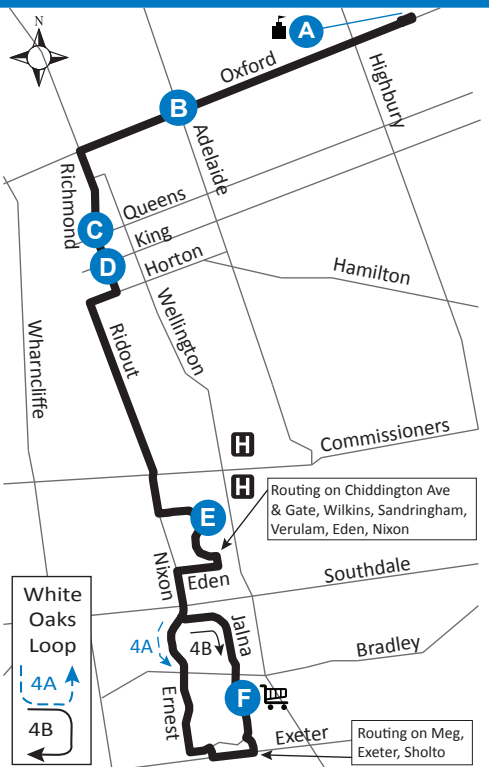 A
Oxford
Highbury
B
Adelaide
Richmond
Queens
C
King
D
Horton
Hamilton
Wellington
Ridout
Wharncliffe
H
Commissioners
H
Routing on Chiddington Ave
& Gate, Wilkins, Sandringham,
Verulam, Eden, Nixon
E
Nixon
Eden
Southdale
White
Oaks
Loop
4A
4B
4A
4B
Jalna
Bradley
Ernest
F
Exeter
Routing on Meg,
Exeter, Sholto